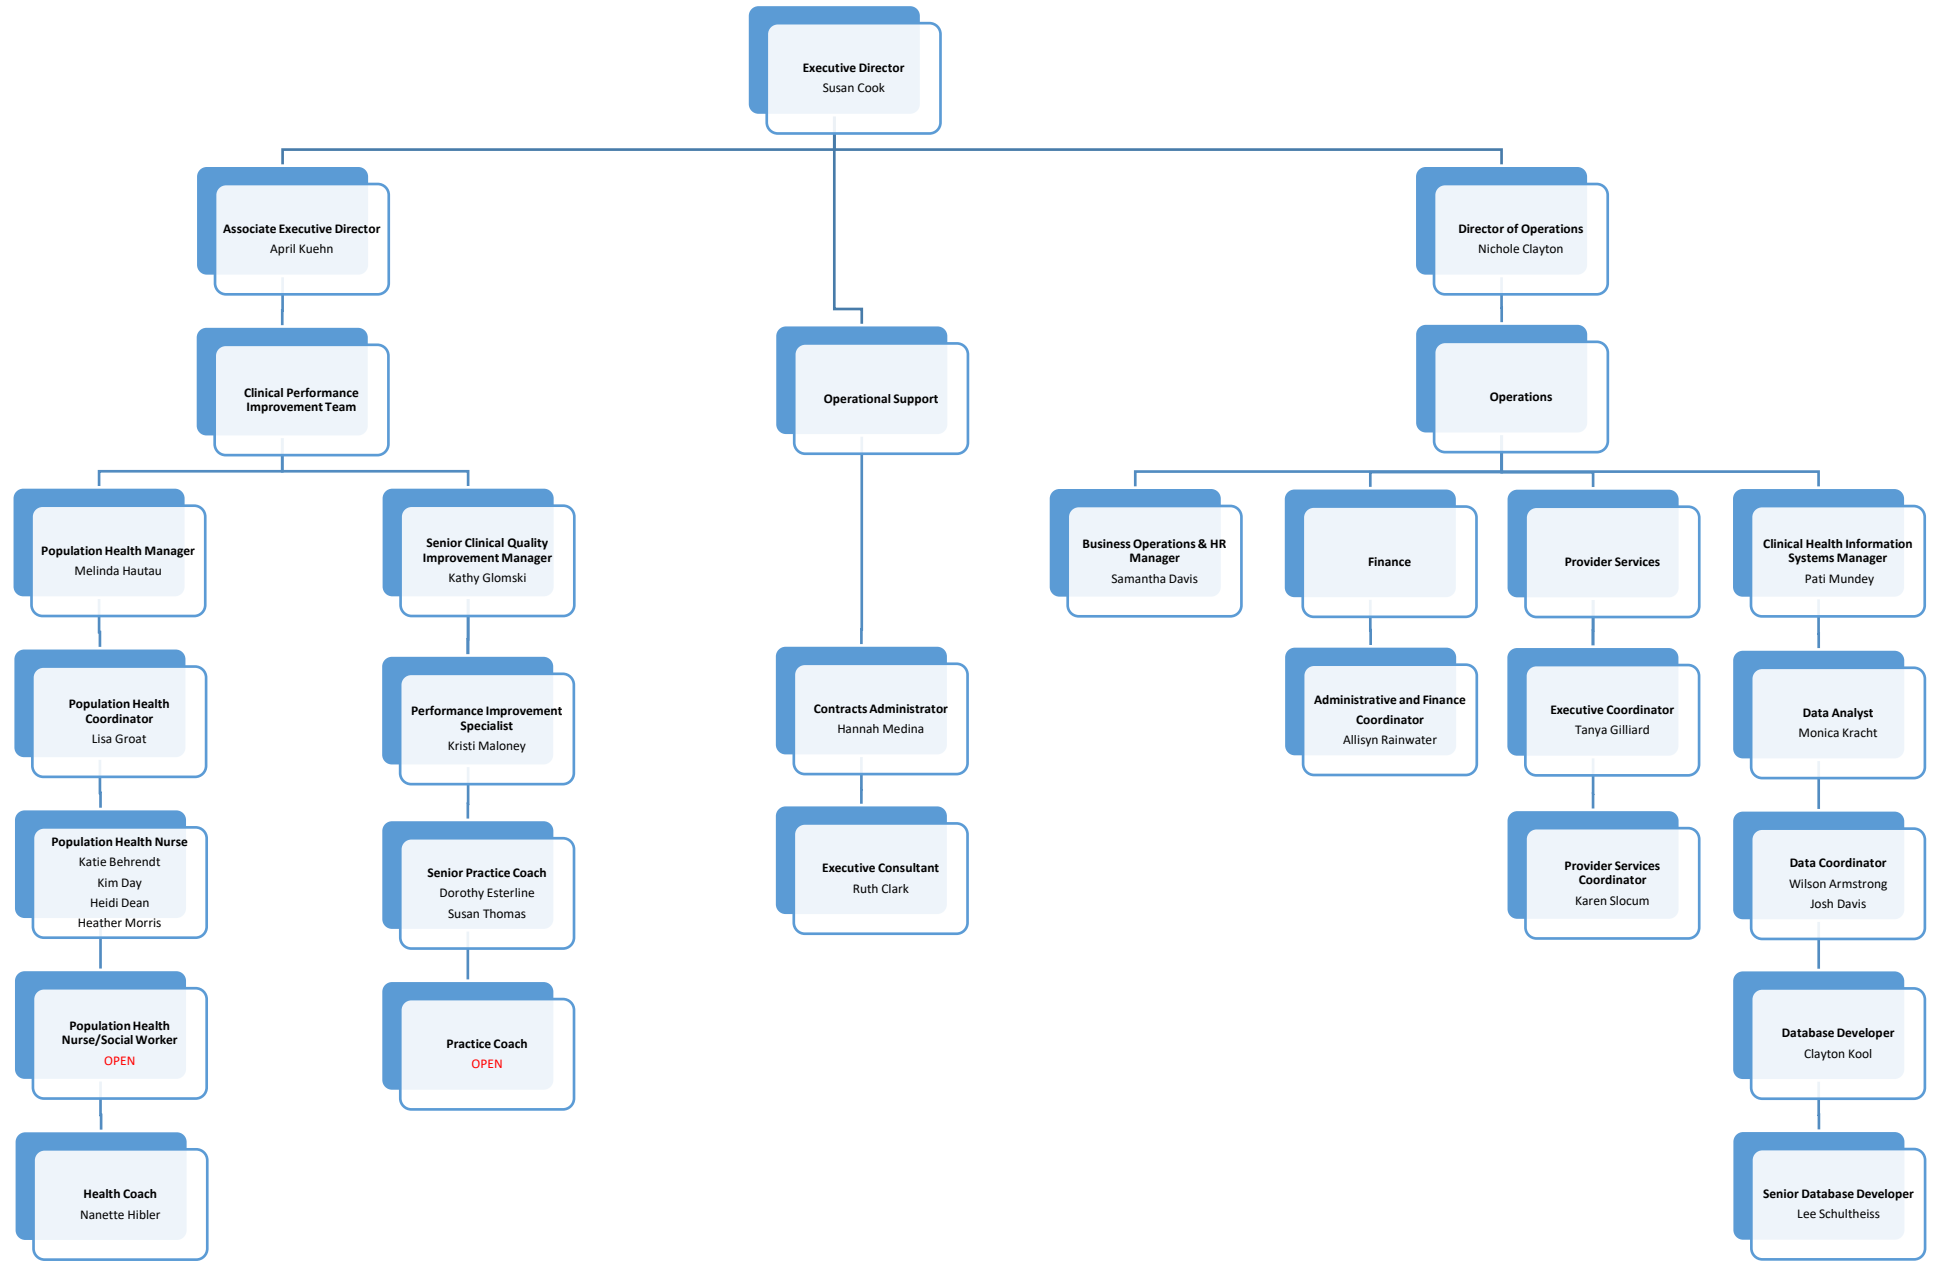 Executive Director
Susan Cook
Associate Executive Director
April Kuehn
Director of Operations
Nichole Clayton
Clinical Performance
Improvement Team
Operational Support
Operations
Population Health Manager
Melinda Hautau
Senior Clinical Quality
Improvement Manager
Kathy Glomski
Business Operations & HR
Manager
Samantha Davis
Finance
Provider Services
Clinical Health Information
Systems Manager
Pati Mundey
Population Health
Coordinator
Lisa Groat
Performance Improvement
Specialist
Kristi Maloney
Contracts Administrator
Hannah Medina
Administrative and Finance
Coordinator
Allisyn Rainwater
Executive Coordinator
Tanya Gilliard
Data Analyst
Monica Kracht
Population Health Nurse
Katie Behrendt
Kim Day
Heidi Dean
Heather Morris
Senior Practice Coach
Dorothy Esterline
Susan Thomas
Executive Consultant
Ruth Clark
Provider Services
Coordinator
Karen Slocum
Data Coordinator
Wilson Armstrong
Josh Davis
Population Health
Nurse/Social Worker
OPEN
Practice Coach
OPEN
Database Developer
Clayton Kool
Health Coach
Nanette Hibler
Senior Database Developer
Lee Schultheiss